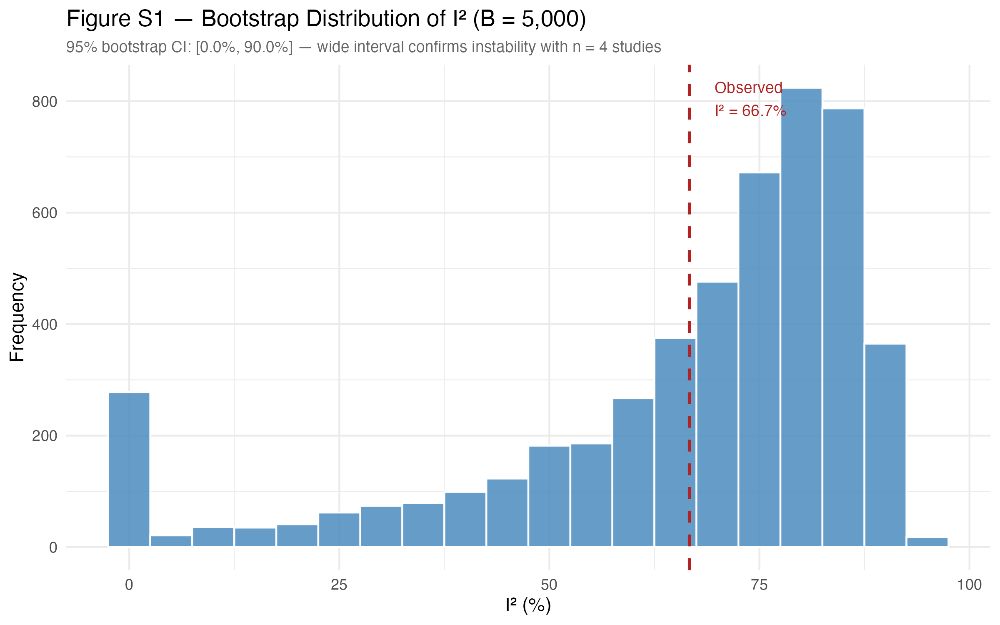 Figure S1 — Bootstrap Distribution of I² (B = 5,000)
95% bootstrap CI: [0.0%, 90.0%] — wide interval confirms instability with n = 4 studies
Observed
I² = 66.7%
800
600
400
200
0
Frequency
0
25
50
75
100
I² (%)